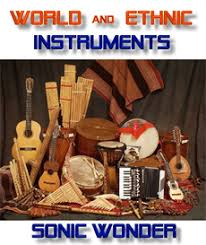 WORLD AND ETHNIC
INSTRUMENTS
SONIC WONDER